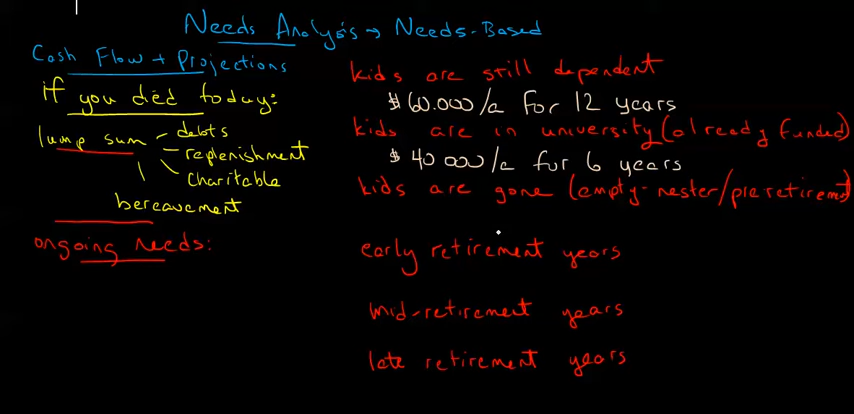 Needs Analysis → Needs-Based
Cash Flow + Projections
if you died today:
lump sum - debts
- replenishment
charitable
bereavement
ongoing needs:
kids are still dependent
$60.000/a for 12 years
kids are in university (already funded)
$40 000/a for 6 years
kids are gone (empty-nester/preretirement
early retirement years
mid-retirement years
late retirement years